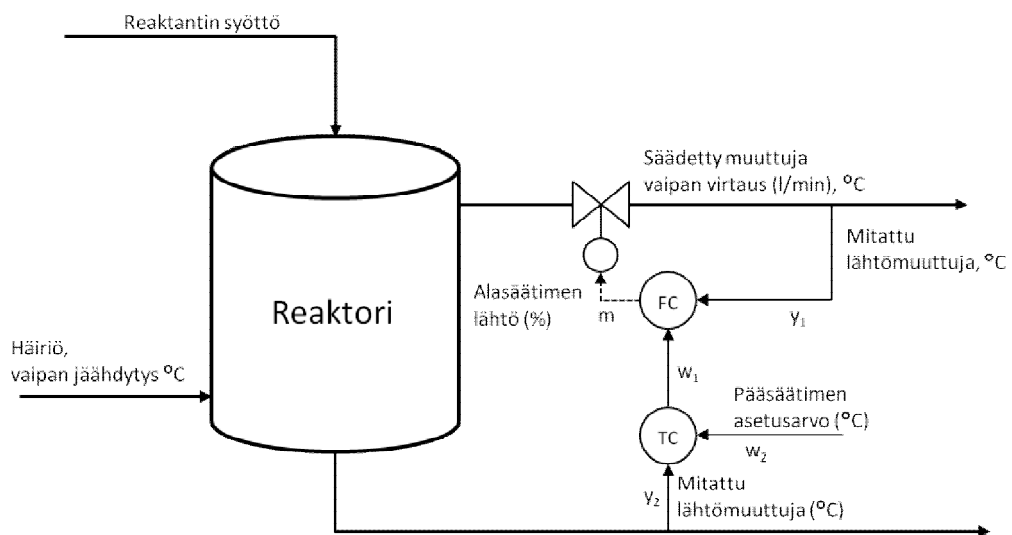 Reaktantin syöttö
Säädetty muuttuja
vaipan virtaus (l/min), °C
Mitattu
lähtömuuttuja, °C
Alasäätimen
lähtö (%)
m
FC
y₁
Reaktori
Häiriö,
vaipan jäähdytys °C
w₁
Pääsäätimen
asetusarvo (°C)
TC
w₂
y₂
Mitattu
lähtömuuttuja (°C)